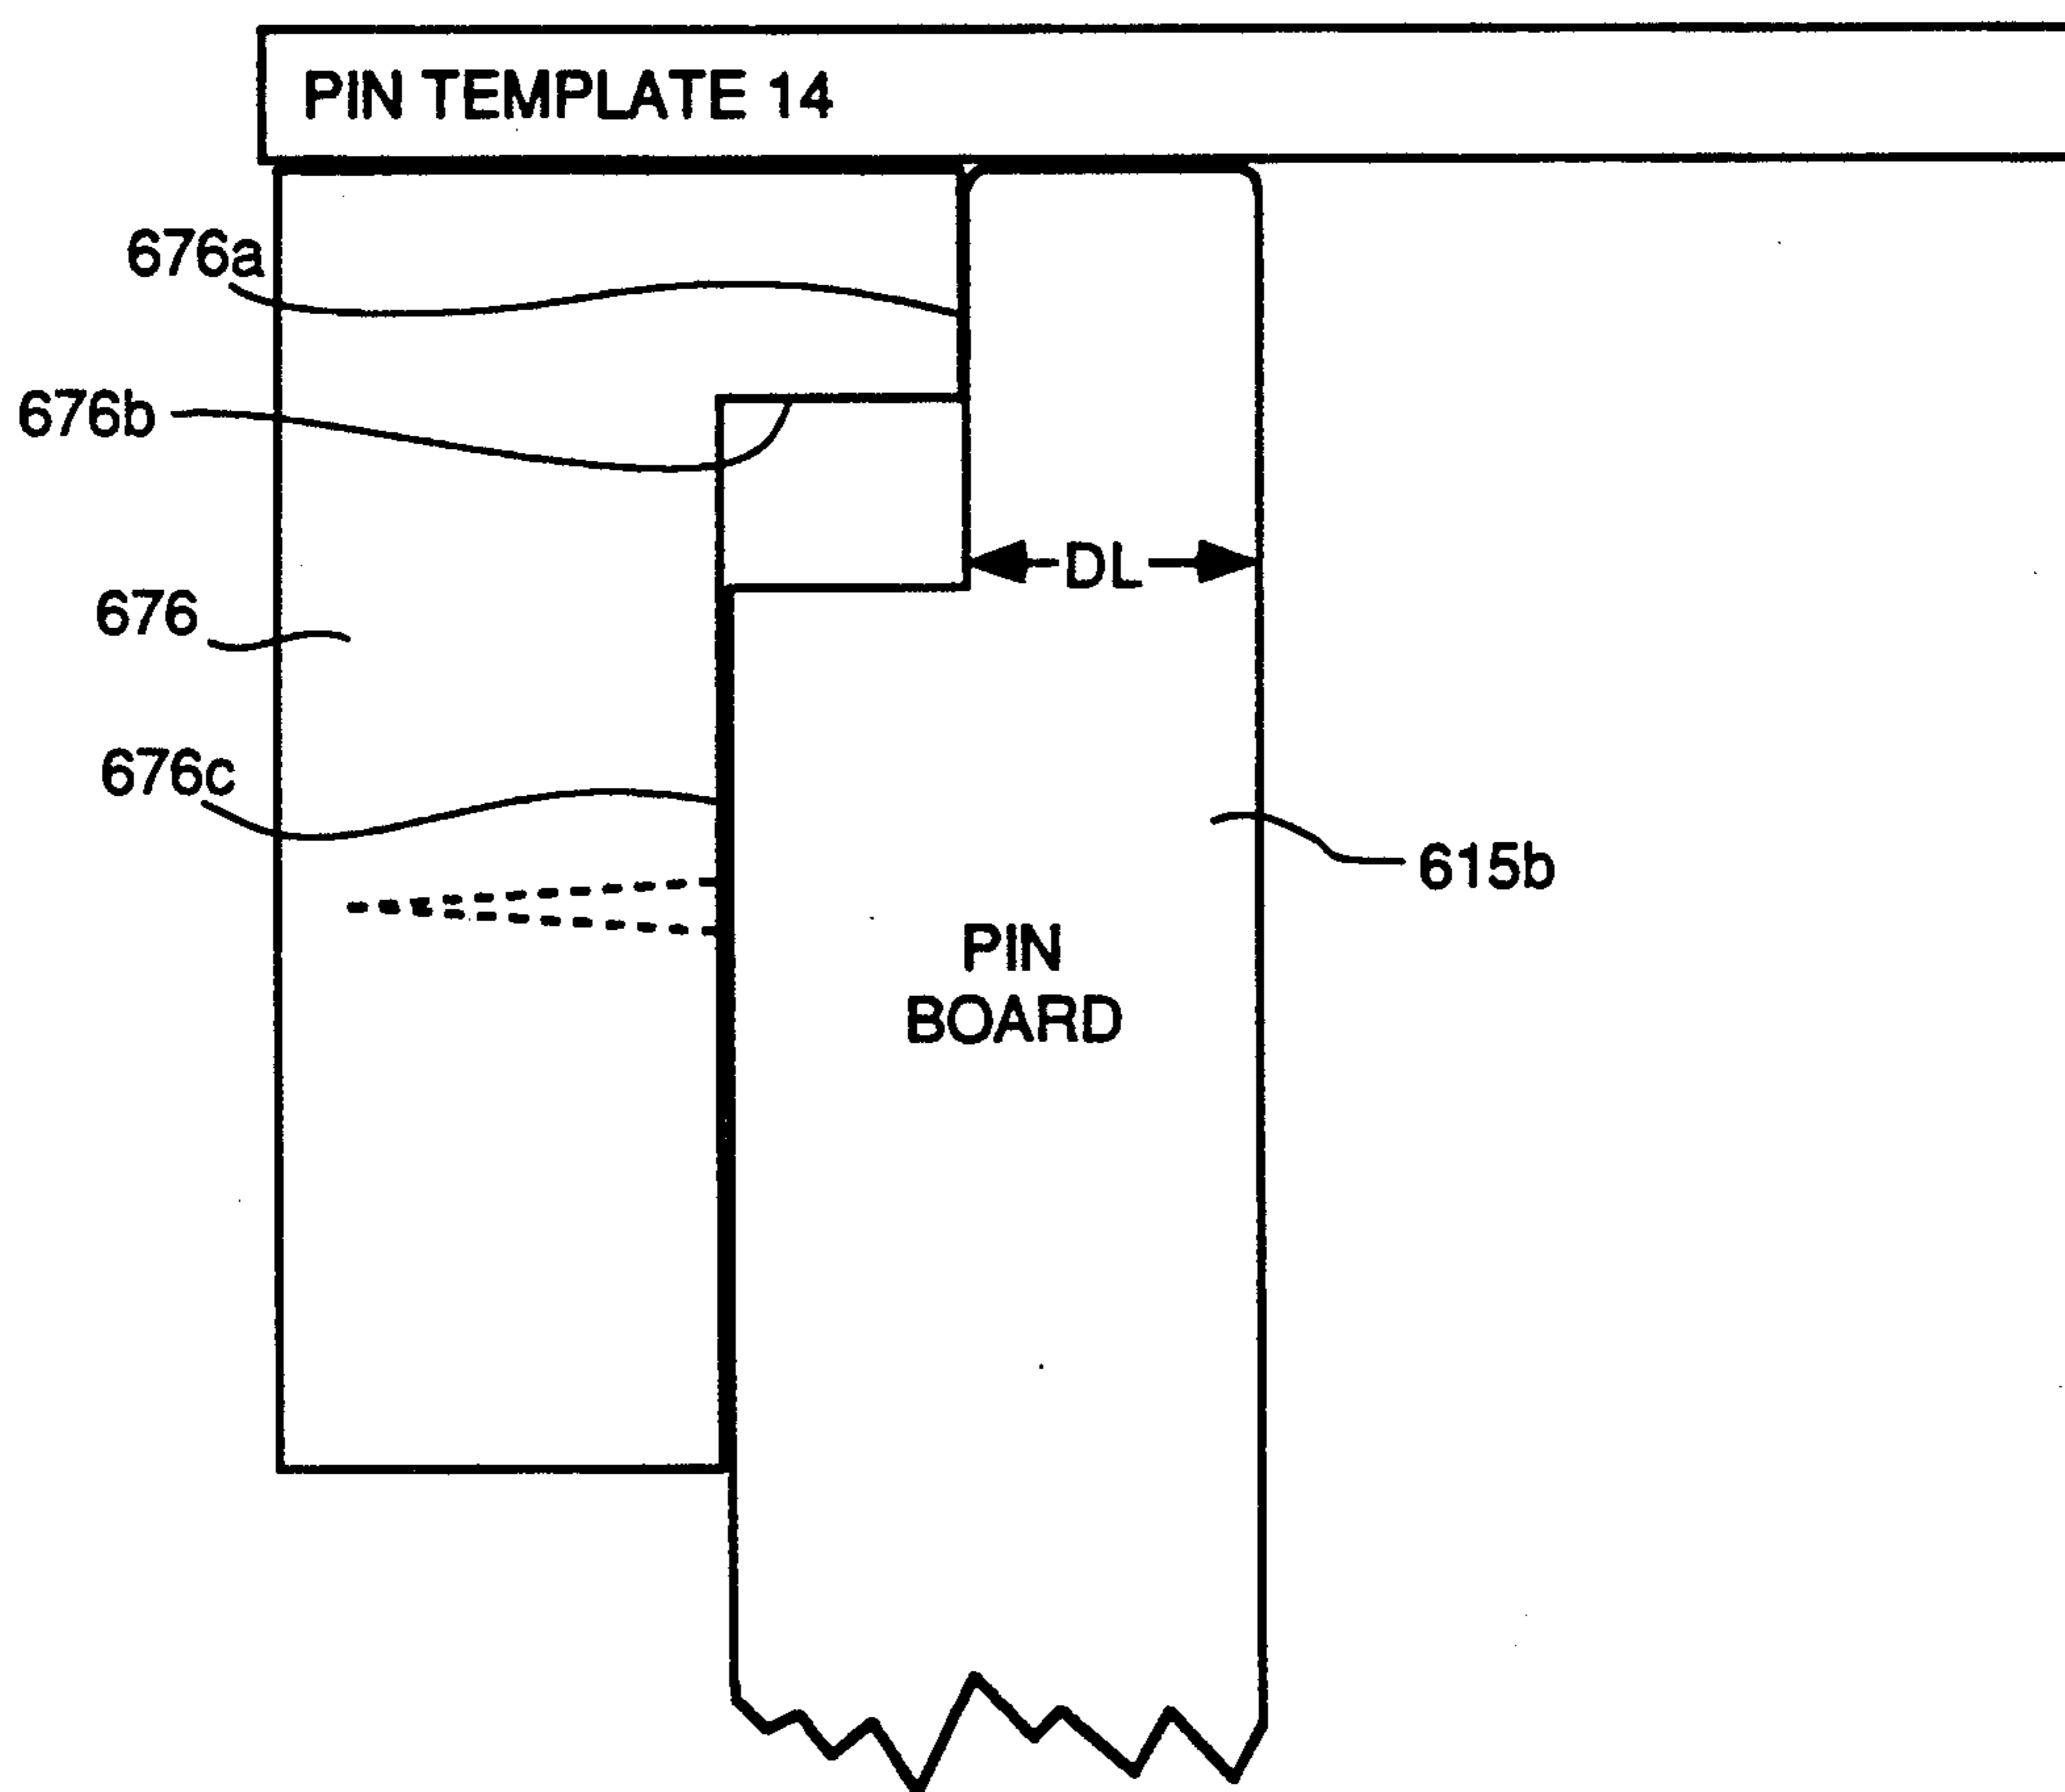 PIN TEMPLATE 14
676a
676b
DL
676
676c
615b
PIN
BOARD